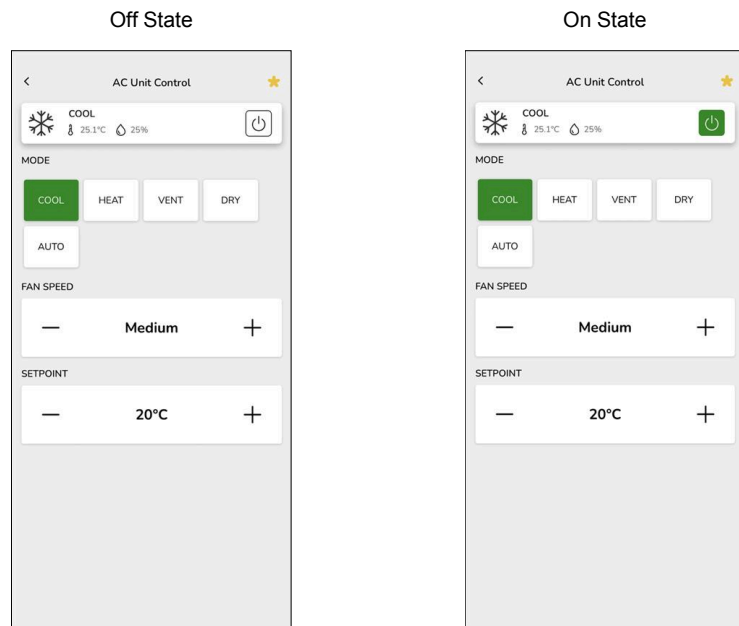 Off State
AC Unit Control
COOL
25.1°C 25%
MODE
COOL HEAT VENT DRY
AUTO
FAN SPEED
— Medium +
SETPOINT
— 20°C +
On State
AC Unit Control
COOL
25.1°C 25%
MODE
COOL HEAT VENT DRY
AUTO
FAN SPEED
— Medium +
SETPOINT
— 20°C +